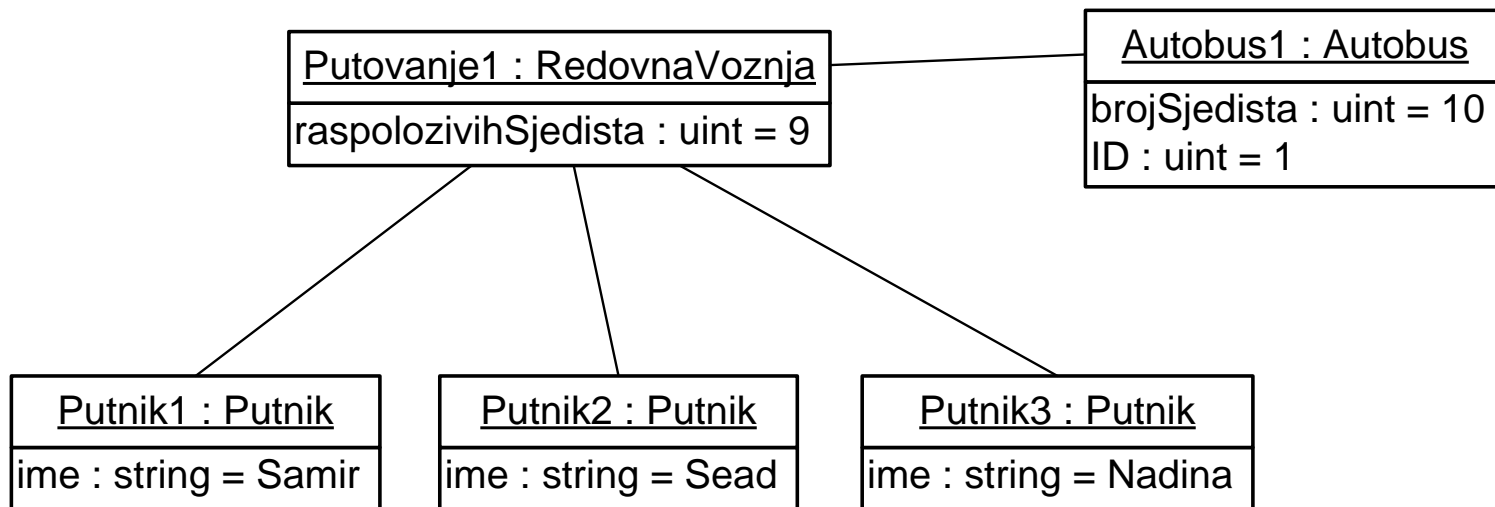 Putovanje1 : RedovnaVoznja
raspolozivihSjedista : uint = 9
Autobus1 : Autobus
brojSjedista : uint = 10
ID : uint = 1
Putnik1 : Putnik
ime : string = Samir
Putnik2 : Putnik
ime : string = Sead
Putnik3 : Putnik
ime : string = Nadina